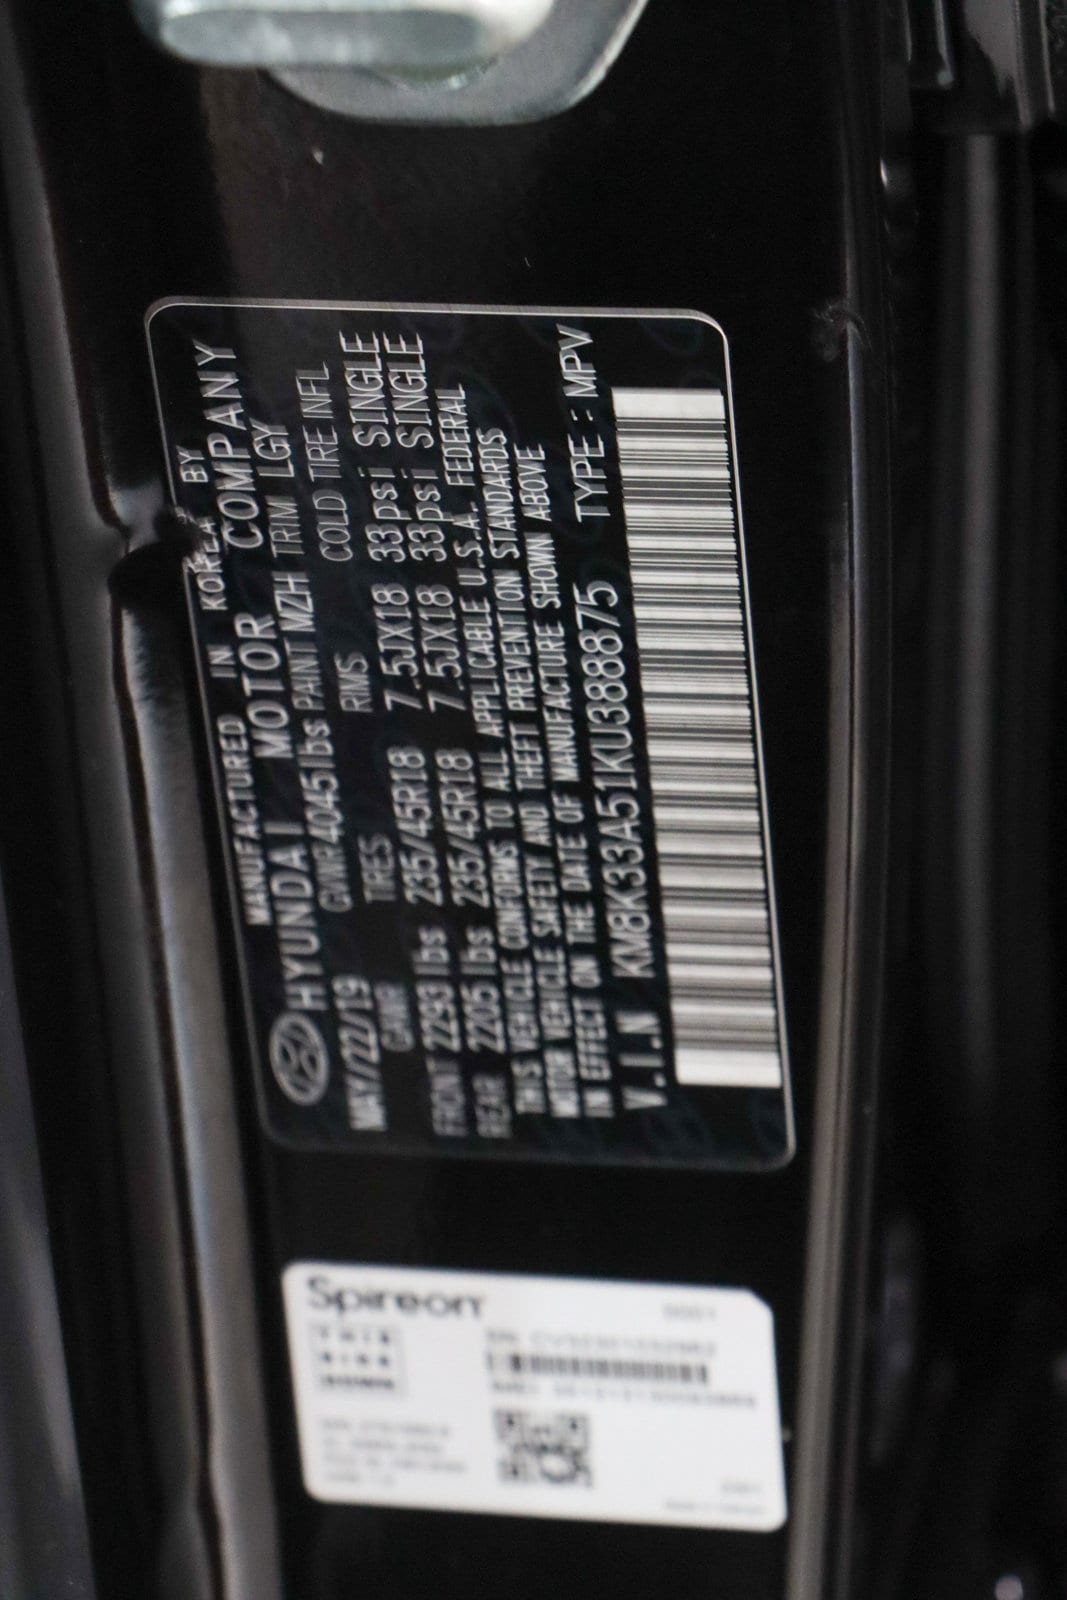 MANUFACTURED IN KOREA BY
HYUNDAI MOTOR COMPANY
MAY/22/19 GVWR 4045lbs PAINT MZH TRIM LGY
GAWR TIRES RIMS COLD TIRE INFL
FRONT 2293 lbs 235/45R18 7.5JX18 33psi SINGLE
REAR 2205 lbs 235/45R18 7.5JX18 33psi SINGLE
THIS VEHICLE CONFORMS TO ALL APPLICABLE U.S.A. FEDERAL
MOTOR VEHICLE SAFETY AND THEFT PREVENTION STANDARDS
IN EFFECT ON THE DATE OF MANUFACTURE SHOWN ABOVE
V.I.N KM8K33A51KU388875 TYPE : MPV
Spireon
THIS
SIDE
DOWN